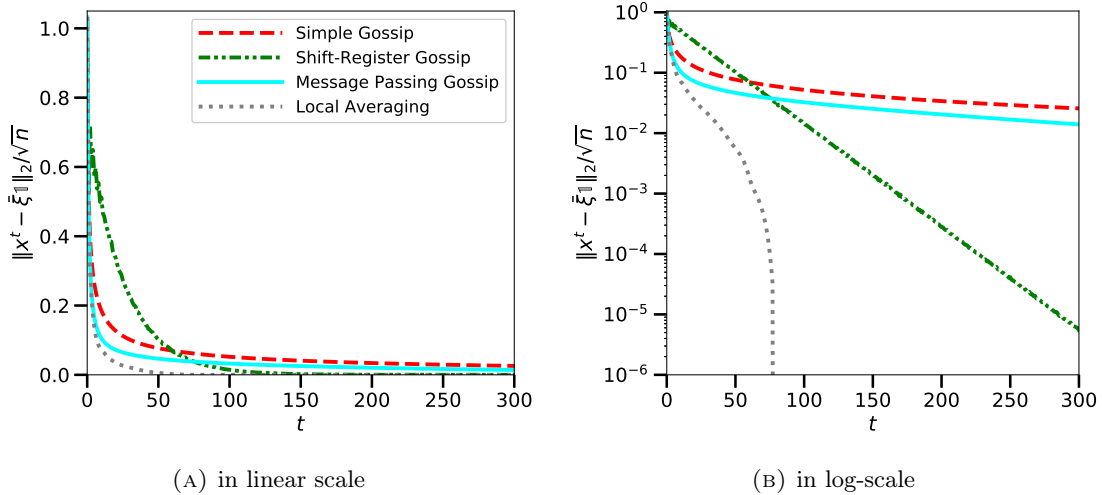 1.0
0.8
0.6
0.4
0.2
0.0
‖x^t − ξ̄𝟙‖₂/√n
Simple Gossip
Shift-Register Gossip
Message Passing Gossip
Local Averaging
0 50 100 150 200 250 300
t
(A) in linear scale
10^0
10^−1
10^−2
10^−3
10^−4
10^−5
10^−6
‖x^t − ξ̄𝟙‖₂/√n
0 50 100 150 200 250 300
t
(B) in log-scale